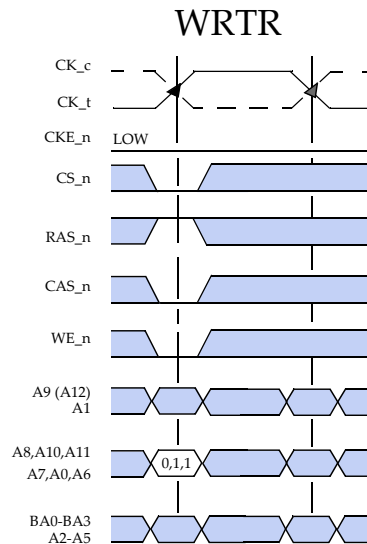 WRTR
CK_c
CK_t
CKE_n LOW
CS_n
RAS_n
CAS_n
WE_n
A9 (A12)
A1
A8,A10,A11
A7,A0,A6
0,1,1
BA0-BA3
A2-A5